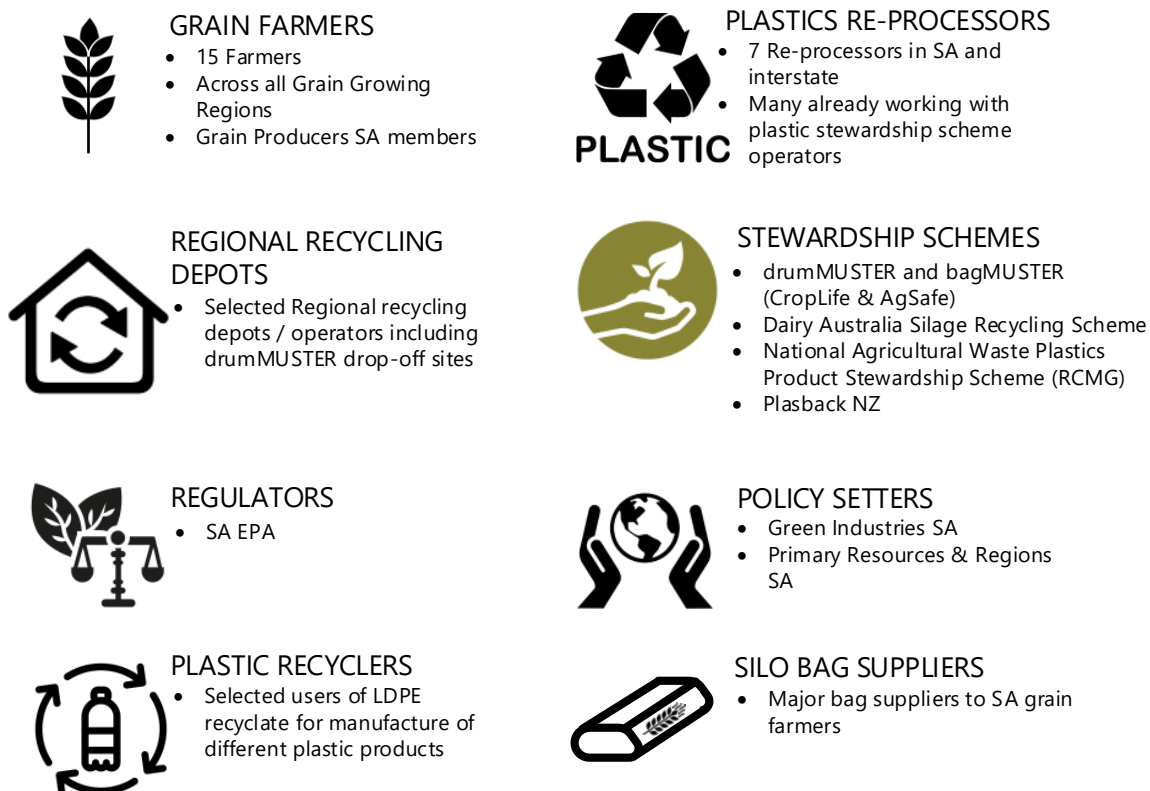 GRAIN FARMERS
• 15 Farmers
• Across all Grain Growing
Regions
• Grain Producers SA members
PLASTIC
PLASTICS RE-PROCESSORS
• 7 Re-processors in SA and
interstate
• Many already working with
plastic stewardship scheme
operators
REGIONAL RECYCLING
DEPOTS
• Selected Regional recycling
depots / operators including
drumMUSTER drop-off sites
STEWARDSHIP SCHEMES
• drumMUSTER and bagMUSTER
(CropLife & AgSafe)
• Dairy Australia Silage Recycling Scheme
• National Agricultural Waste Plastics
Product Stewardship Scheme (RCMG)
• Plasback NZ
REGULATORS
• SA EPA
POLICY SETTERS
• Green Industries SA
• Primary Resources & Regions
SA
PLASTIC RECYCLERS
• Selected users of LDPE
recyclate for manufacture of
different plastic products
SILO BAG SUPPLIERS
• Major bag suppliers to SA grain
farmers